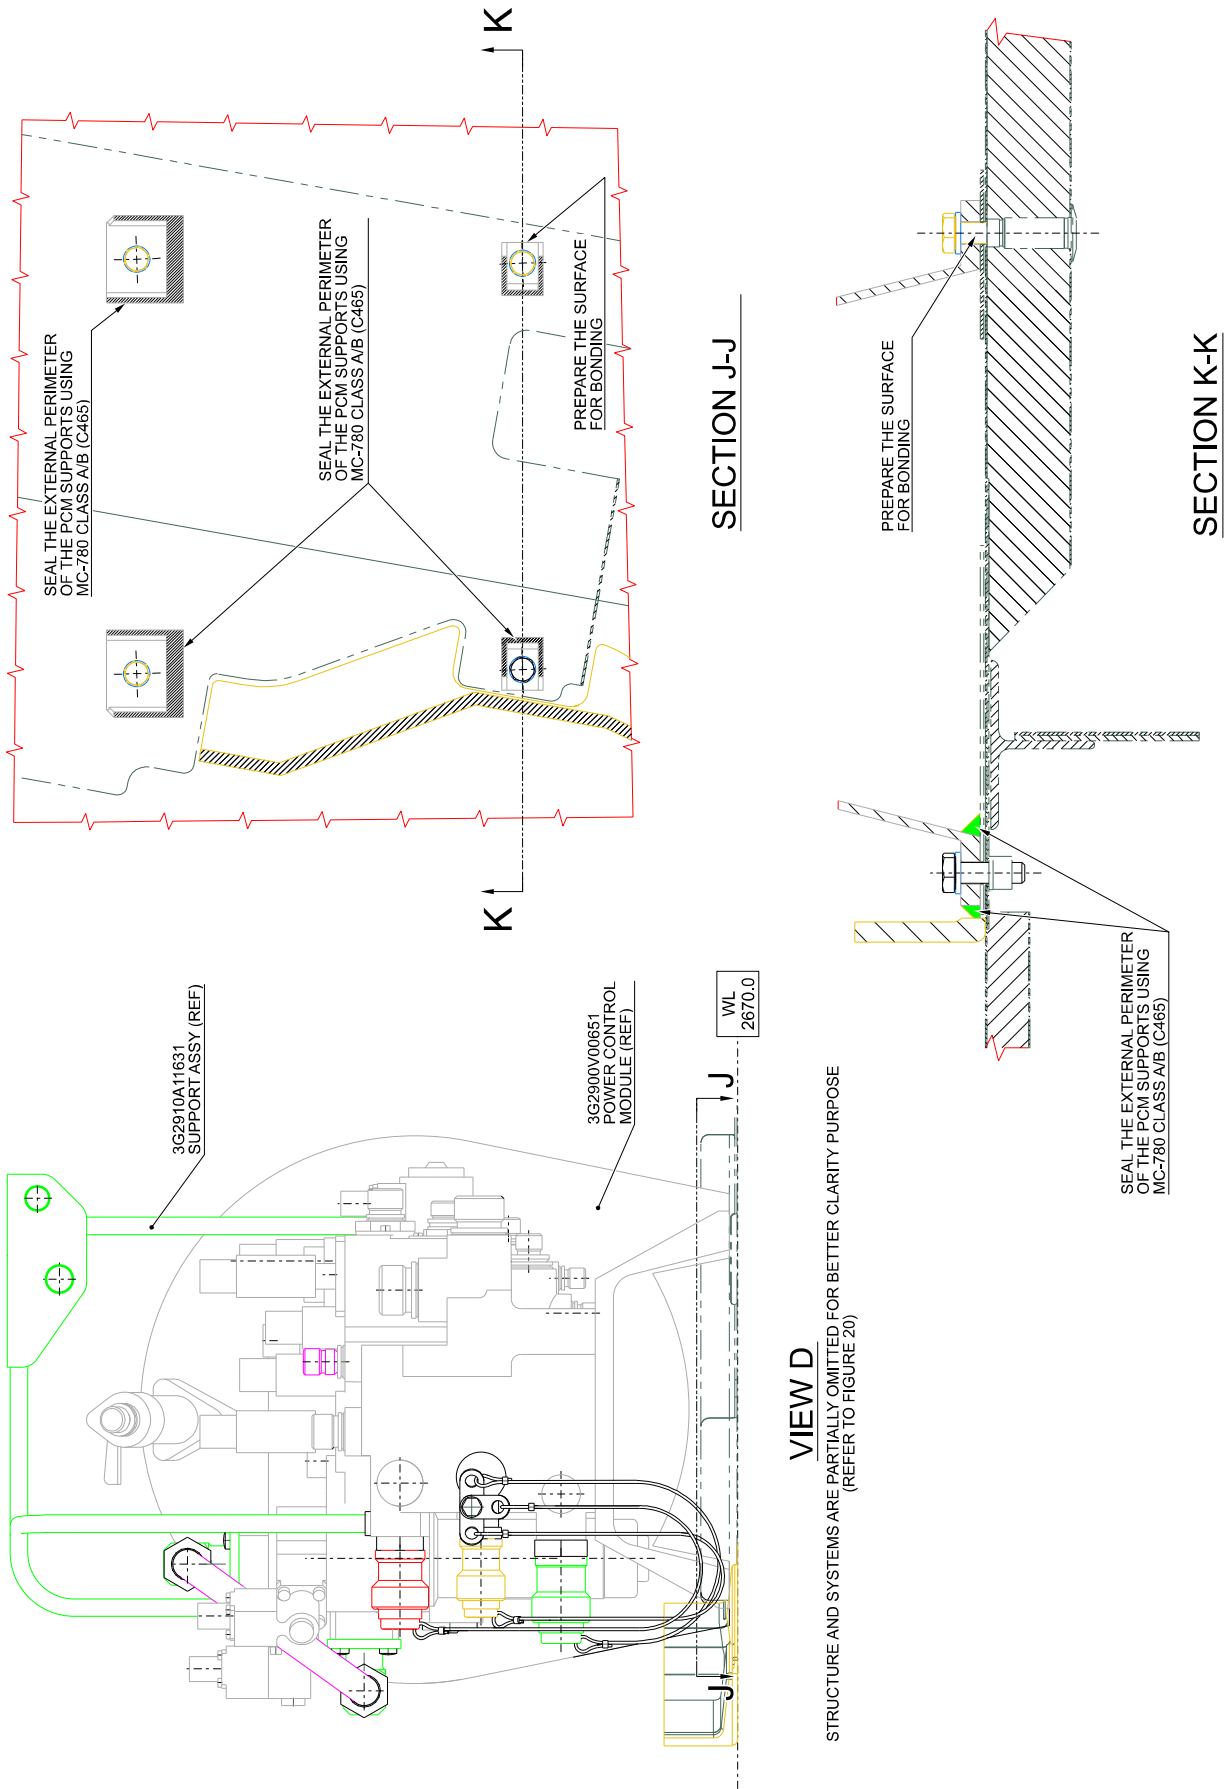 3G2910A11631
SUPPORT ASSY (REF)
3G2900V00651
POWER CONTROL
MODULE (REF)
WL
2670.0
J
J
VIEW D
STRUCTURE AND SYSTEMS ARE PARTIALLY OMITTED FOR BETTER CLARITY PURPOSE
(REFER TO FIGURE 20)
SEAL THE EXTERNAL PERIMETER
OF THE PCM SUPPORTS USING
MC-780 CLASS A/B (C465)
SEAL THE EXTERNAL PERIMETER
OF THE PCM SUPPORTS USING
MC-780 CLASS A/B (C465)
PREPARE THE SURFACE
FOR BONDING
K
K
SECTION J-J
PREPARE THE SURFACE
FOR BONDING
SEAL THE EXTERNAL PERIMETER
OF THE PCM SUPPORTS USING
MC-780 CLASS A/B (C465)
SECTION K-K